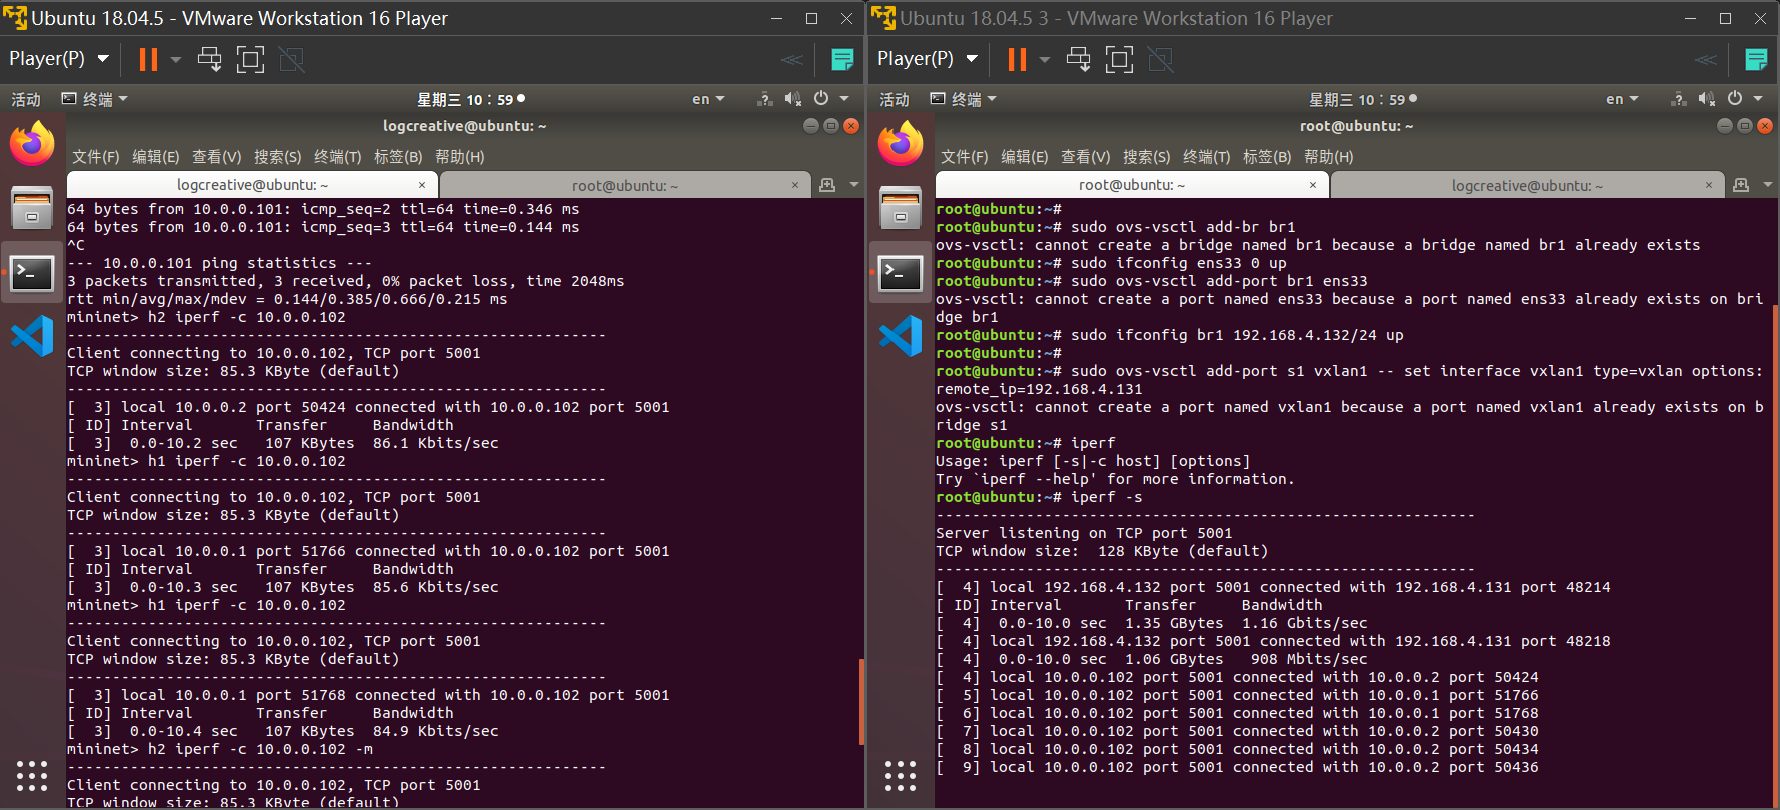 Ubuntu 18.04.5 - VMware Workstation 16 Player
Player(P)
活动
终端
星期三 10：59
en
logcreative@ubuntu: ~
文件(F) 编辑(E) 查看(V) 搜索(S) 终端(T) 标签(B) 帮助(H)
logcreative@ubuntu: ~
root@ubuntu: ~
64 bytes from 10.0.0.101: icmp_seq=2 ttl=64 time=0.346 ms
64 bytes from 10.0.0.101: icmp_seq=3 ttl=64 time=0.144 ms
^C
--- 10.0.0.101 ping statistics ---
3 packets transmitted, 3 received, 0% packet loss, time 2048ms
rtt min/avg/max/mdev = 0.144/0.385/0.666/0.215 ms
mininet> h2 iperf -c 10.0.0.102
------------------------------------------------------------
Client connecting to 10.0.0.102, TCP port 5001
TCP window size: 85.3 KByte (default)
------------------------------------------------------------
[  3] local 10.0.0.2 port 50424 connected with 10.0.0.102 port 5001
[ ID] Interval       Transfer     Bandwidth
[  3]  0.0-10.2 sec   107 KBytes  86.1 Kbits/sec
mininet> h1 iperf -c 10.0.0.102
------------------------------------------------------------
Client connecting to 10.0.0.102, TCP port 5001
TCP window size: 85.3 KByte (default)
------------------------------------------------------------
[  3] local 10.0.0.1 port 51766 connected with 10.0.0.102 port 5001
[ ID] Interval       Transfer     Bandwidth
[  3]  0.0-10.3 sec   107 KBytes  85.6 Kbits/sec
mininet> h1 iperf -c 10.0.0.102
------------------------------------------------------------
Client connecting to 10.0.0.102, TCP port 5001
TCP window size: 85.3 KByte (default)
------------------------------------------------------------
[  3] local 10.0.0.1 port 51768 connected with 10.0.0.102 port 5001
[ ID] Interval       Transfer     Bandwidth
[  3]  0.0-10.4 sec   107 KBytes  84.9 Kbits/sec
mininet> h2 iperf -c 10.0.0.102 -m
------------------------------------------------------------
Client connecting to 10.0.0.102, TCP port 5001
TCP window size: 85.3 KByte (default)
Ubuntu 18.04.5 3 - VMware Workstation 16 Player
Player(P)
活动
终端
星期三 10：59
en
root@ubuntu: ~
文件(F) 编辑(E) 查看(V) 搜索(S) 终端(T) 标签(B) 帮助(H)
root@ubuntu: ~
logcreative@ubuntu: ~
root@ubuntu:~#
root@ubuntu:~# sudo ovs-vsctl add-br br1
ovs-vsctl: cannot create a bridge named br1 because a bridge named br1 already exists
root@ubuntu:~# sudo ifconfig ens33 0 up
root@ubuntu:~# sudo ovs-vsctl add-port br1 ens33
ovs-vsctl: cannot create a port named ens33 because a port named ens33 already exists on bri
dge br1
root@ubuntu:~# sudo ifconfig br1 192.168.4.132/24 up
root@ubuntu:~#
root@ubuntu:~# sudo ovs-vsctl add-port s1 vxlan1 -- set interface vxlan1 type=vxlan options:
remote_ip=192.168.4.131
ovs-vsctl: cannot create a port named vxlan1 because a port named vxlan1 already exists on b
ridge s1
root@ubuntu:~# iperf
Usage: iperf [-s|-c host] [options]
Try `iperf --help' for more information.
root@ubuntu:~# iperf -s
------------------------------------------------------------
Server listening on TCP port 5001
TCP window size:  128 KByte (default)
------------------------------------------------------------
[  4] local 192.168.4.132 port 5001 connected with 192.168.4.131 port 48214
[ ID] Interval       Transfer     Bandwidth
[  4]  0.0-10.0 sec  1.35 GBytes  1.16 Gbits/sec
[  4] local 192.168.4.132 port 5001 connected with 192.168.4.131 port 48218
[  4]  0.0-10.0 sec  1.06 GBytes   908 Mbits/sec
[  4] local 10.0.0.102 port 5001 connected with 10.0.0.2 port 50424
[  5] local 10.0.0.102 port 5001 connected with 10.0.0.1 port 51766
[  6] local 10.0.0.102 port 5001 connected with 10.0.0.1 port 51768
[  7] local 10.0.0.102 port 5001 connected with 10.0.0.2 port 50430
[  8] local 10.0.0.102 port 5001 connected with 10.0.0.2 port 50434
[  9] local 10.0.0.102 port 5001 connected with 10.0.0.2 port 50436